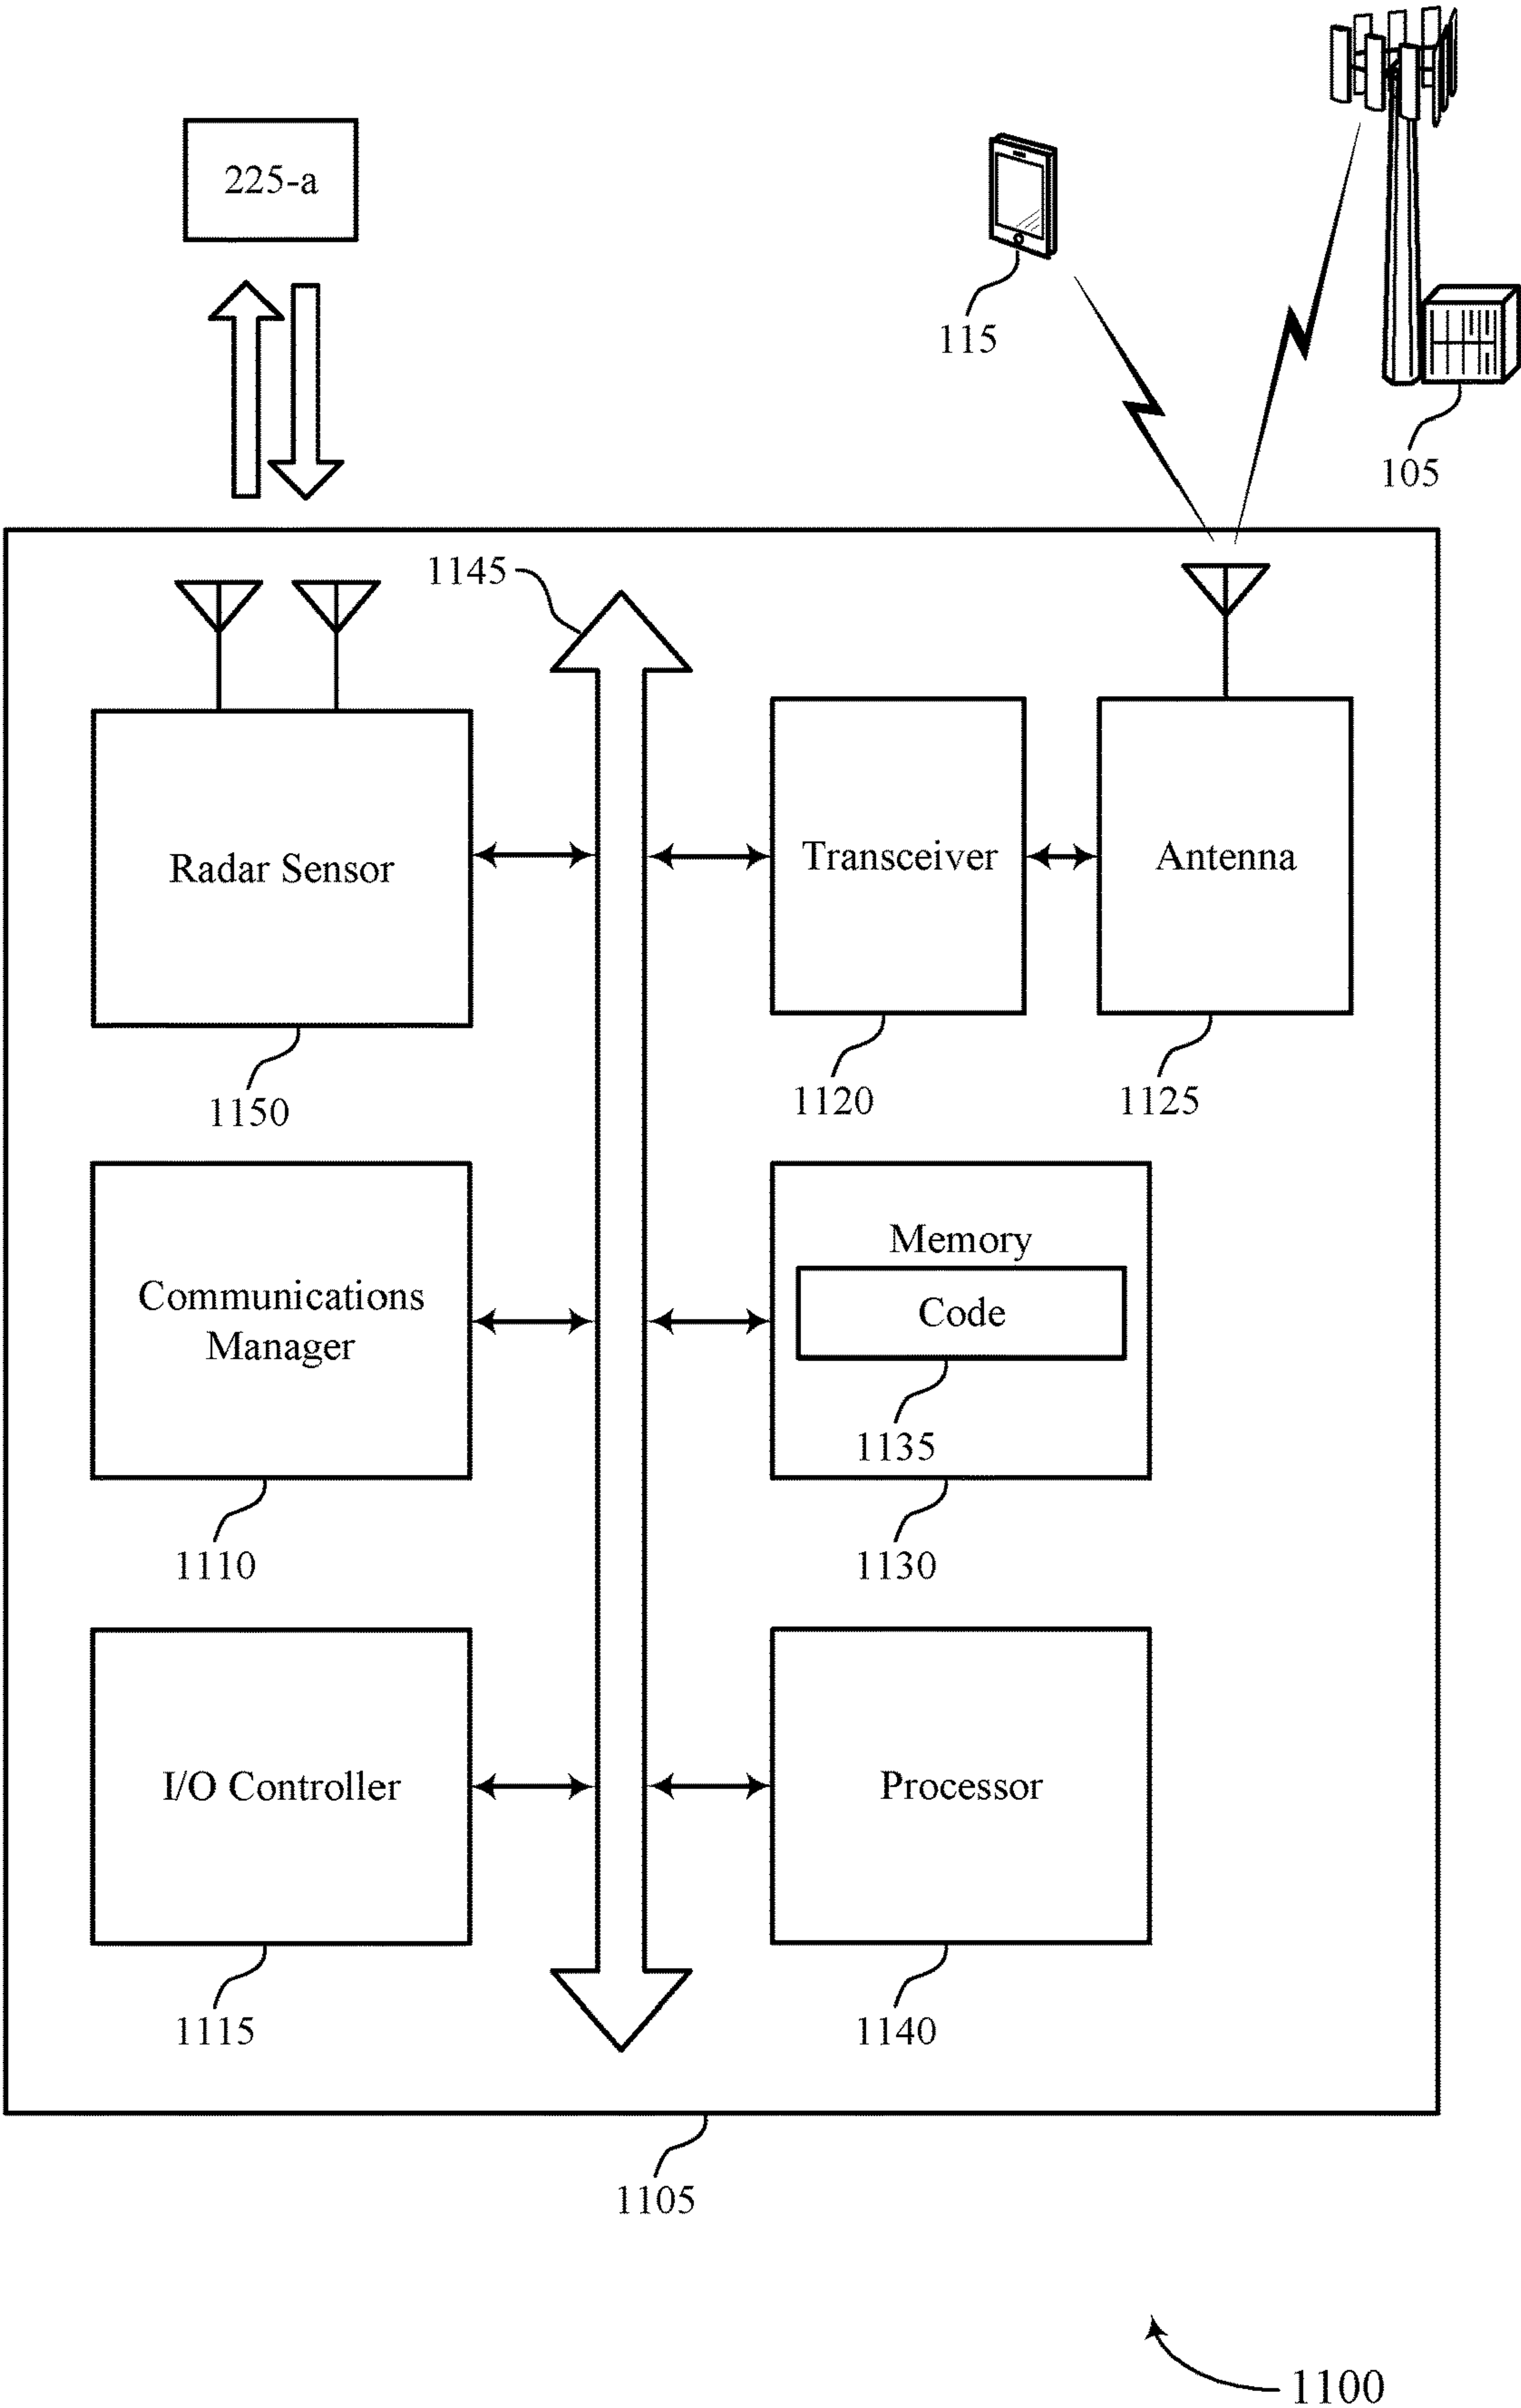 225-a
115
105
1145
Radar Sensor
Transceiver
Antenna
1150
1120
1125
Communications
Manager
Memory
Code
1135
1110
1130
I/O Controller
Processor
1115
1140
1105
1100